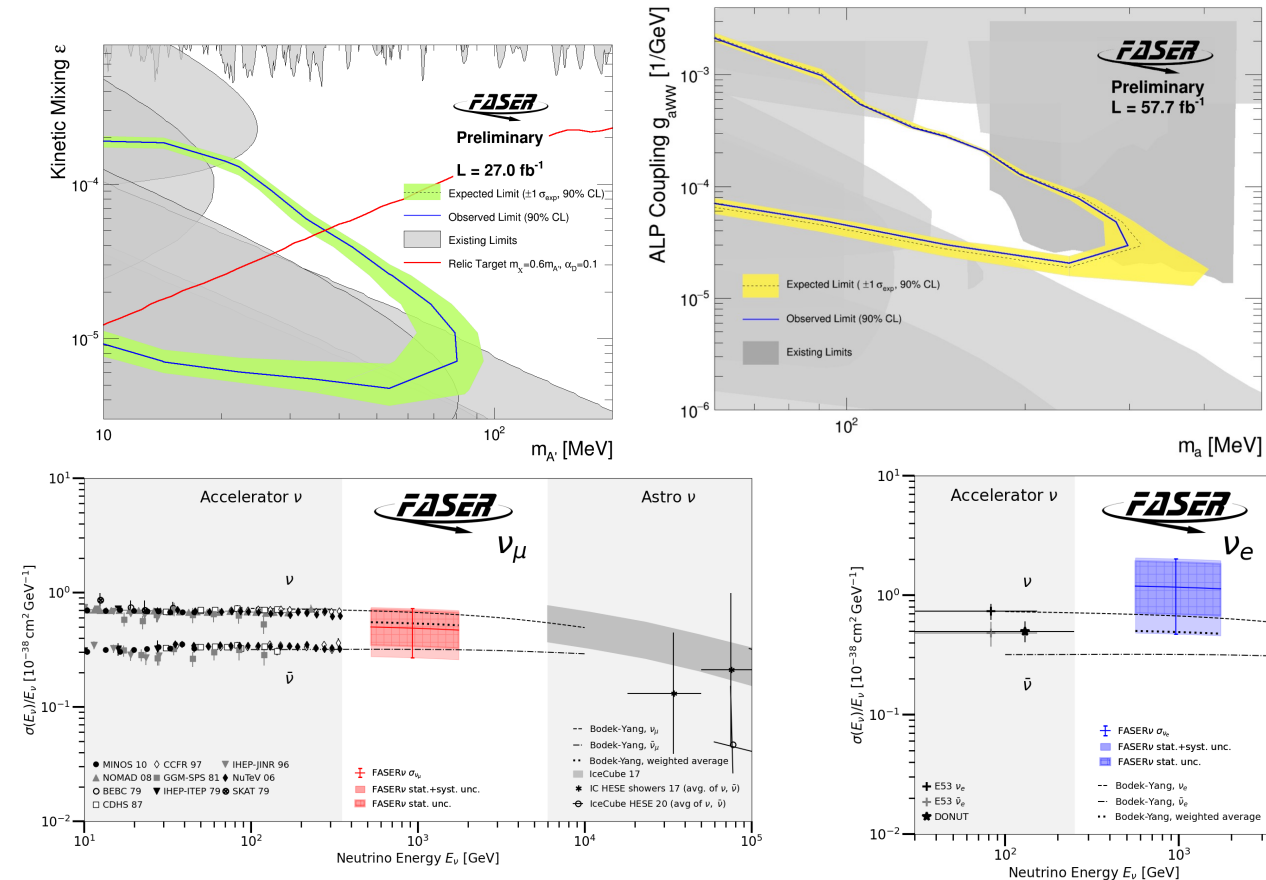 Kinetic Mixing ε
10⁻⁴
10⁻⁵
FASER
Preliminary
L = 27.0 fb⁻¹
Expected Limit (±1 σ_exp, 90% CL)
Observed Limit (90% CL)
Existing Limits
Relic Target m_χ=0.6m_A', α_D=0.1
10
10²
m_A' [MeV]
ALP Coupling g_aWW [1/GeV]
10⁻³
10⁻⁴
10⁻⁵
10⁻⁶
FASER
Preliminary
L = 57.7 fb⁻¹
Expected Limit ( ±1 σ_exp, 90% CL)
Observed Limit (90% CL)
Existing Limits
10²
m_a [MeV]
σ(E_ν)/E_ν [10⁻³⁸ cm² GeV⁻¹]
10¹
10⁰
10⁻¹
10⁻²
Accelerator ν
FASER
ν_μ
Astro ν
ν
ν̄
MINOS 10
NOMAD 08
BEBC 79
CDHS 87
CCFR 97
GGM-SPS 81
IHEP-ITEP 79
IHEP-JINR 96
NuTeV 06
SKAT 79
FASERν σ_ν_μ
FASERν stat.+syst. unc.
FASERν stat. unc.
Bodek-Yang, ν_μ
Bodek-Yang, ν̄_μ
Bodek-Yang, weighted average
IceCube 17
IC HESE showers 17 (avg. of ν, ν̄)
IceCube HESE 20 (avg of ν, ν̄)
10¹
10²
10³
10⁴
10⁵
Neutrino Energy E_ν [GeV]
σ(E_ν)/E_ν [10⁻³⁸ cm² GeV⁻¹]
10¹
10⁰
10⁻¹
10⁻²
Accelerator ν
FASER
ν_e
ν
ν̄
E53 ν_e
E53 ν̄_e
DONUT
FASERν σ_ν_e
FASERν stat.+syst. unc.
FASERν stat. unc.
Bodek-Yang, ν_e
Bodek-Yang, ν̄_e
Bodek-Yang, weighted average
10²
10³
Neutrino Energy E_ν [GeV]